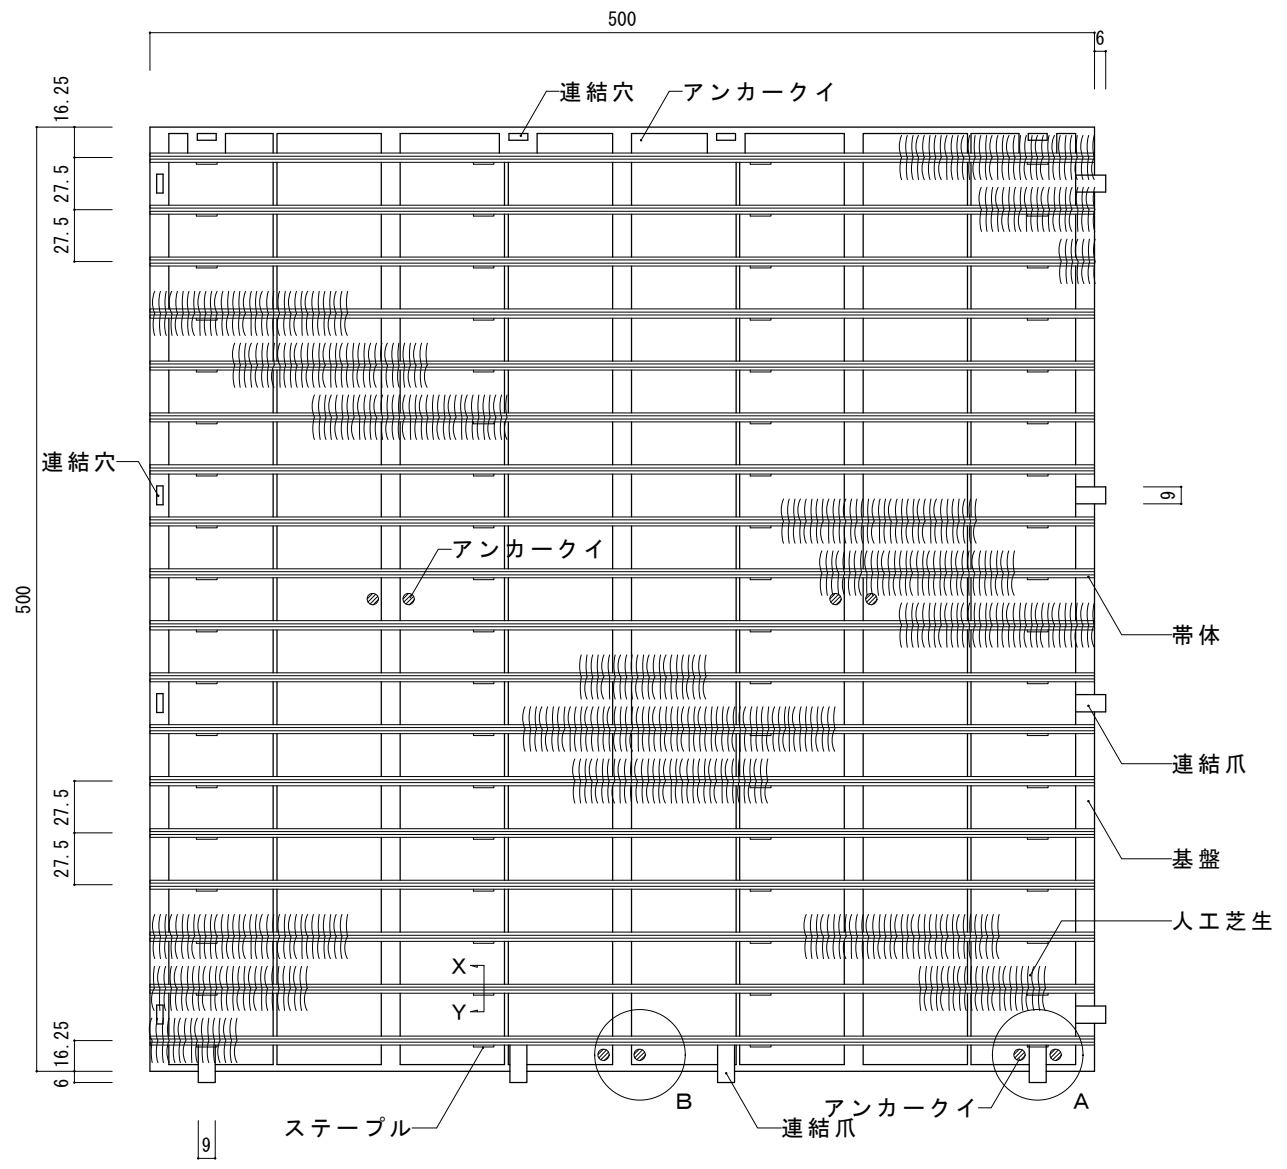 500
6
16.25
連結穴
アンカークイ
27.5
27.5
連結穴
9
アンカークイ
500
帯体
連結爪
27.5
27.5
基盤
人工芝生
X
Y
16.25
6
B
A
アンカークイ
ステープル
連結爪
9